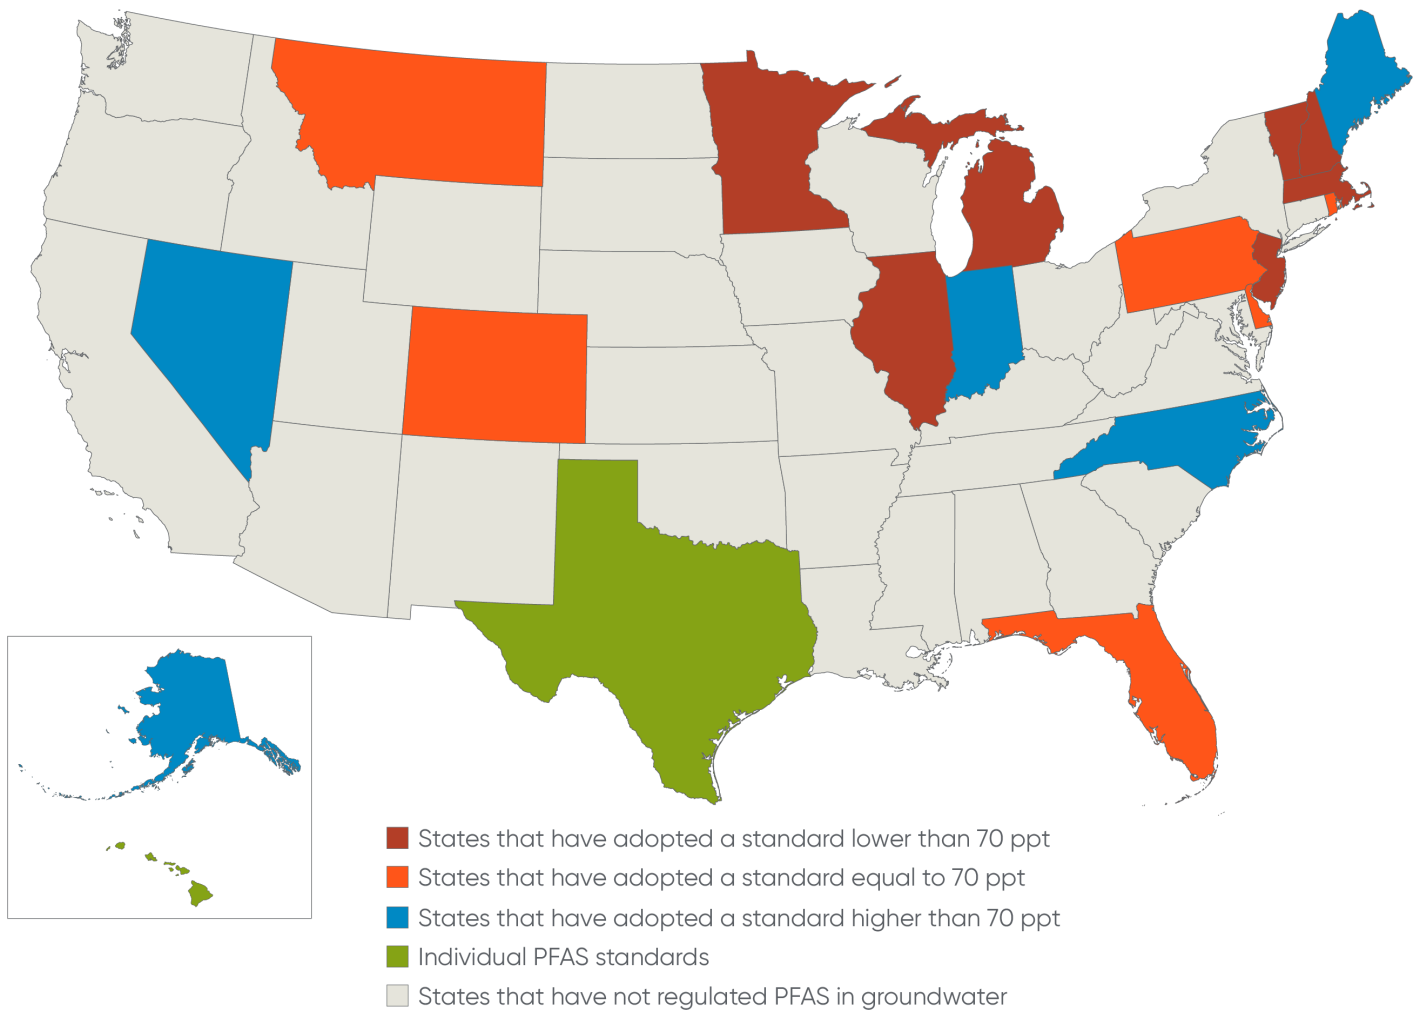 States that have adopted a standard lower than 70 ppt
States that have adopted a standard equal to 70 ppt
States that have adopted a standard higher than 70 ppt
Individual PFAS standards
States that have not regulated PFAS in groundwater